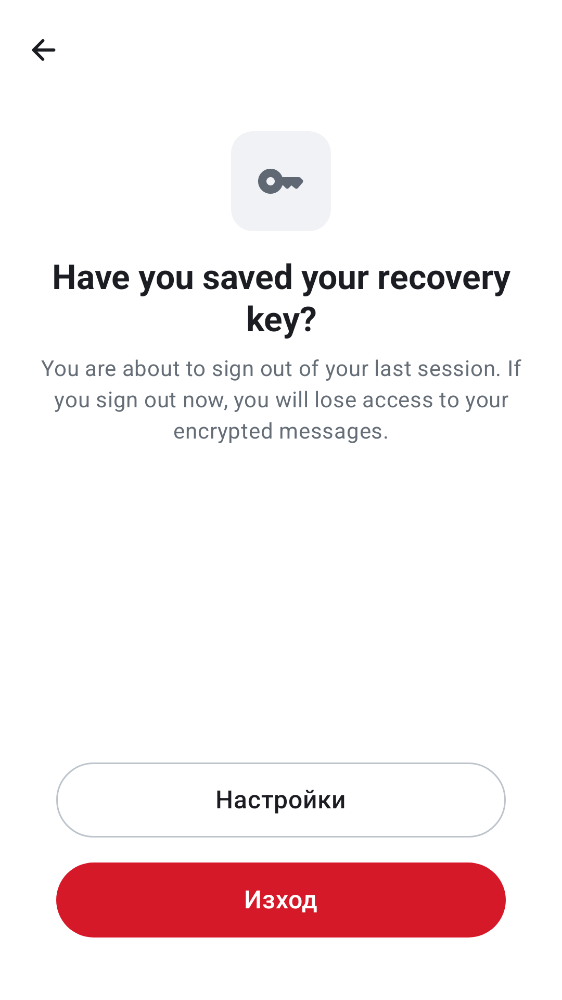 Have you saved your recovery
key?
You are about to sign out of your last session. If
you sign out now, you will lose access to your
encrypted messages.
Настройки
Изход